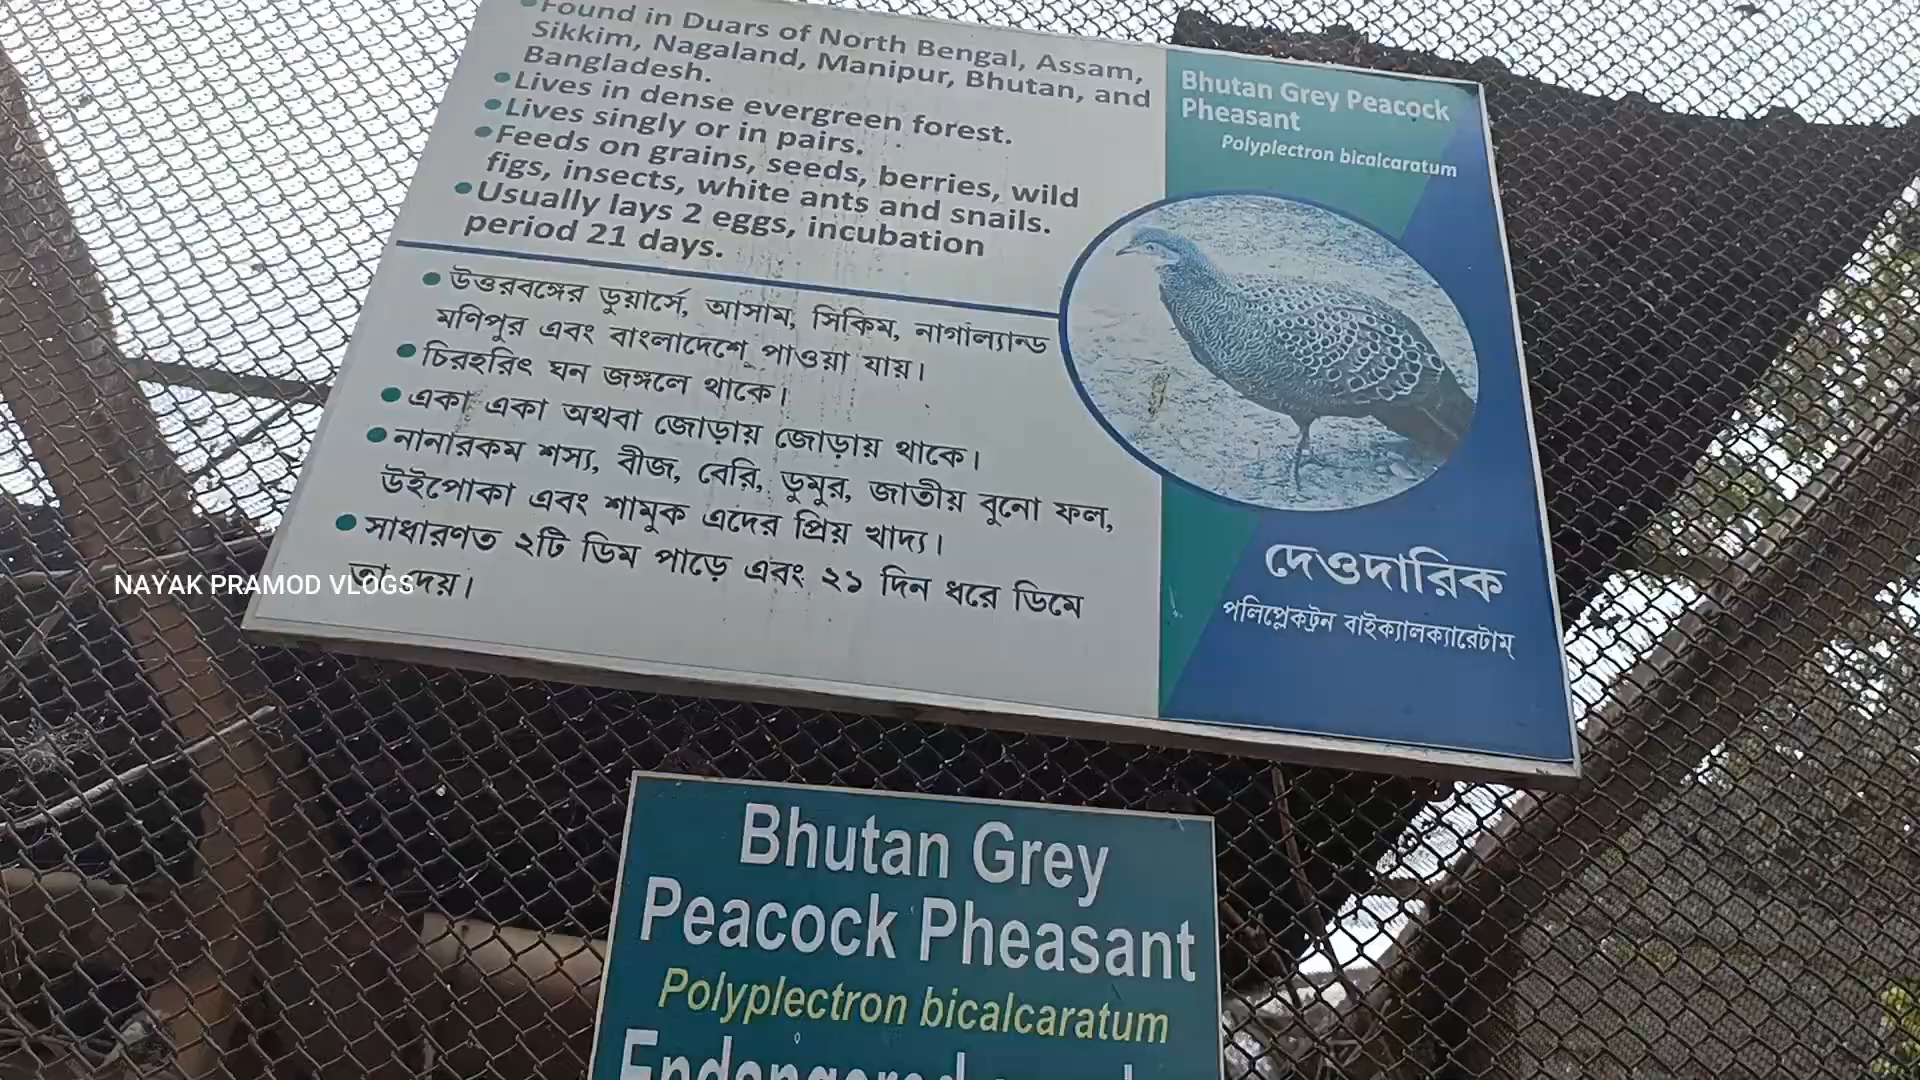 Found in Duars of North Bengal, Assam,
Sikkim, Nagaland, Manipur, Bhutan, and
Bangladesh.
Lives in dense evergreen forest.
Lives singly or in pairs.
Feeds on grains, seeds, berries, wild
figs, insects, white ants and snails.
Usually lays 2 eggs, incubation
period 21 days.
উত্তরবঙ্গের ডুয়ার্সে, আসাম, সিকিম, নাগাল্যান্ড
মণিপুর এবং বাংলাদেশে পাওয়া যায়।
চিরহরিৎ ঘন জঙ্গলে থাকে।
একা একা অথবা জোড়ায় জোড়ায় থাকে।
নানারকম শস্য, বীজ, বেরি, ডুমুর, জাতীয় বুনো ফল,
উইপোকা এবং শামুক এদের প্রিয় খাদ্য।
সাধারণত ২টি ডিম পাড়ে এবং ২১ দিন ধরে ডিমে
তা দেয়।
Bhutan Grey Peacock
Pheasant
Polyplectron bicalcaratum
দেওদারিক
পলিপ্লেকট্রন বাইক্যালক্যারেটাম্
NAYAK PRAMOD VLOGS
Bhutan Grey
Peacock Pheasant
Polyplectron bicalcaratum
Endangered